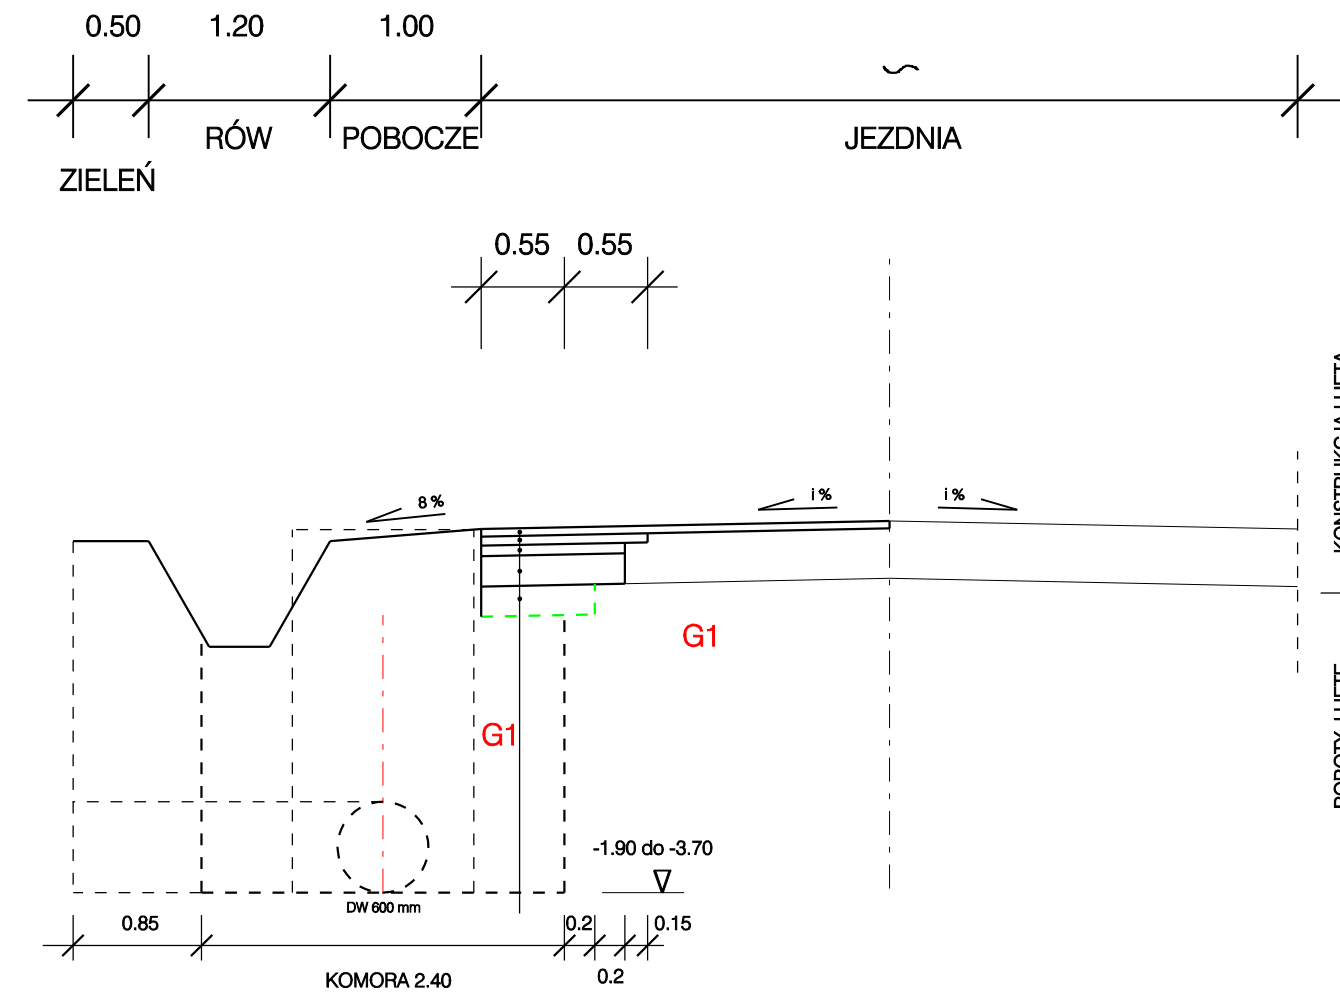 0.50 1.20 1.00
RÓW POBOCZE JEZDNIA
ZIELEŃ
0.55 0.55
8 % i % i %
G1
G1
-1.90 do -3.70
DW 600 mm
0.85 0.2 0.15
KOMORA 2.40 0.2